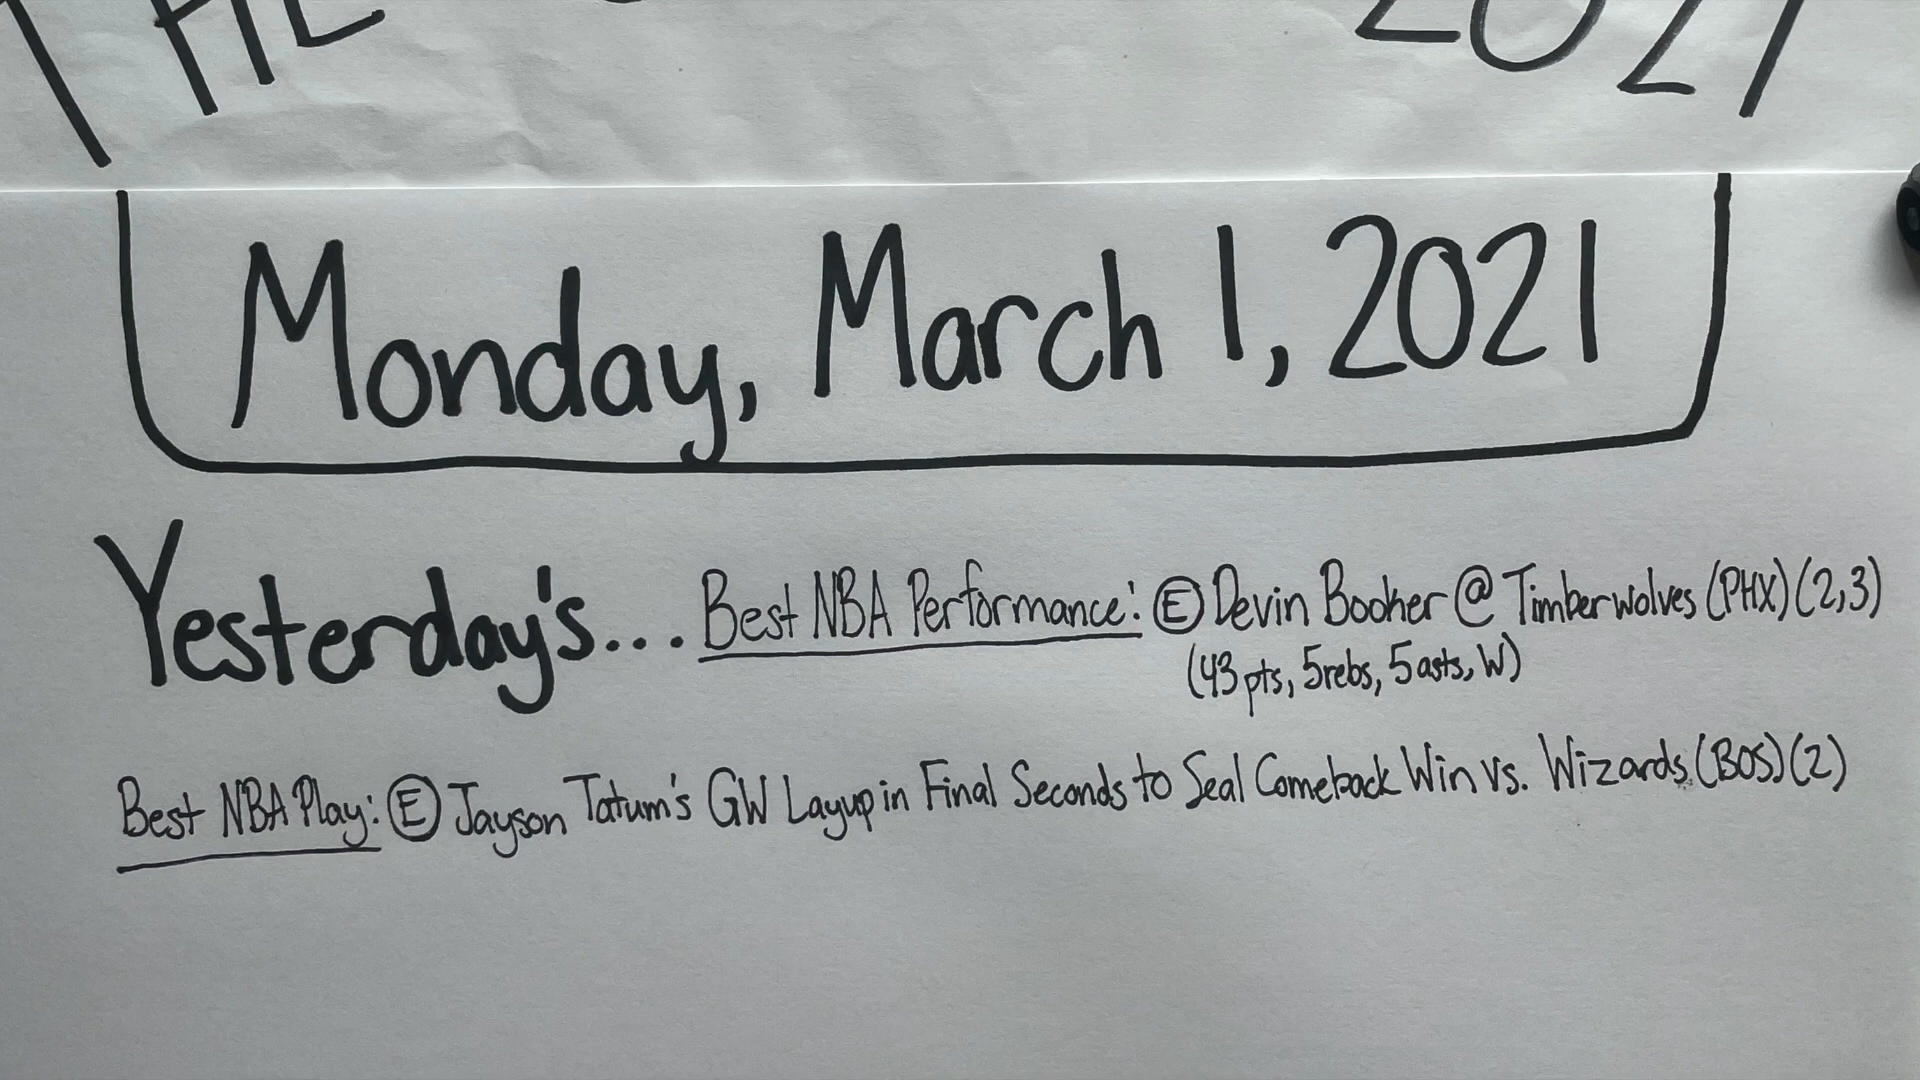 THE 2021
Monday, March 1, 2021
Yesterday's... Best NBA Performance: Ⓔ Devin Booker @ Timberwolves (PHX) (2,3)
(43 pts, 5 rebs, 5 asts, W)
Best NBA Play: Ⓔ Jayson Tatum's GW Layup in Final Seconds to Seal Comeback Win vs. Wizards (BOS) (2)